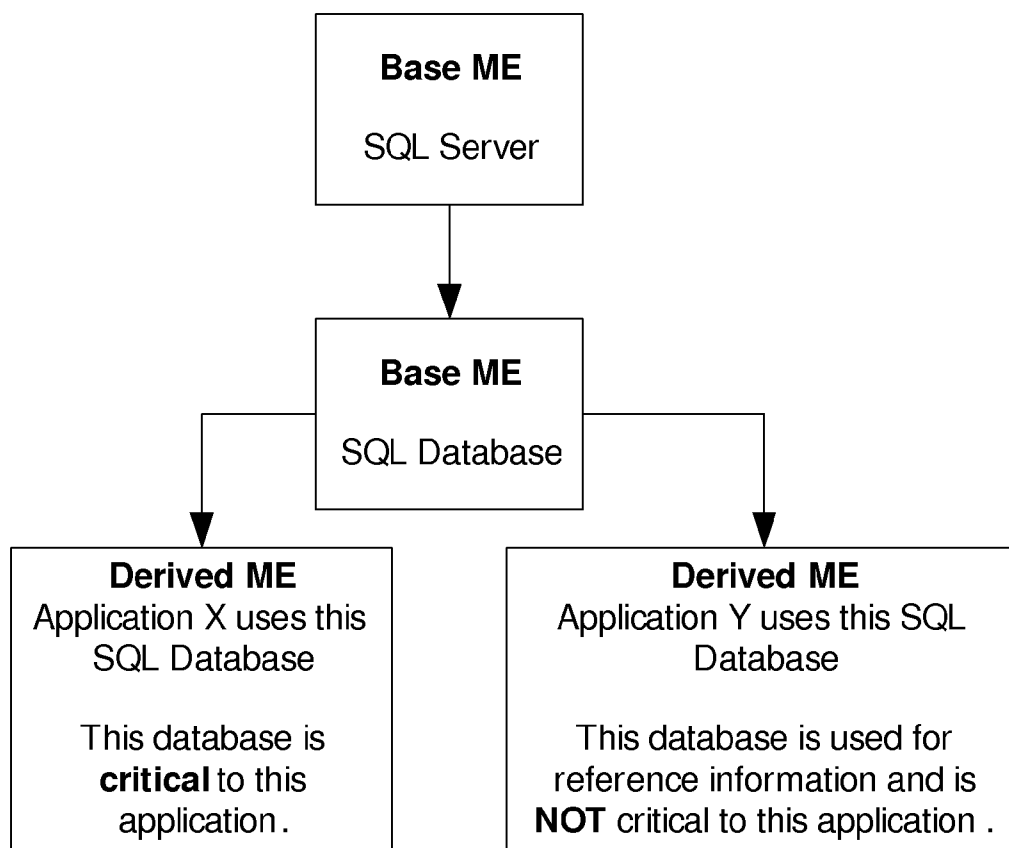 Base ME
SQL Server
Base ME
SQL Database
Derived ME
Application X uses this
SQL Database
This database is
critical to this
application .
Derived ME
Application Y uses this SQL
Database
This database is used for
reference information and is
NOT critical to this application .